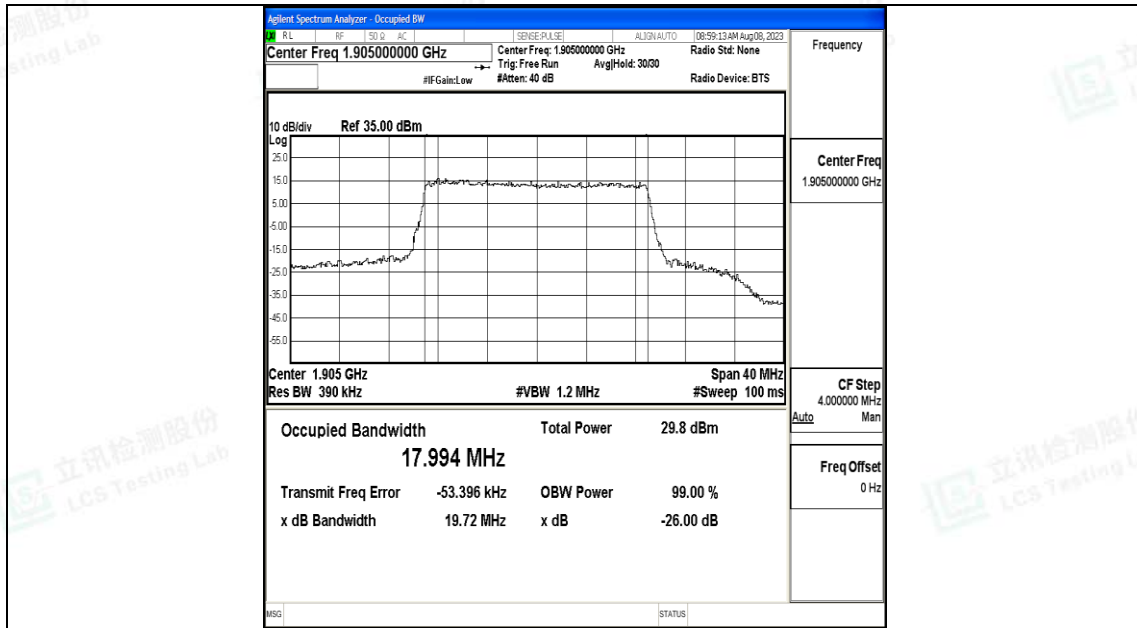 Agilent Spectrum Analyzer - Occupied BW
LXI RL RF 50 Ω AC SENSE:PULSE ALIGN AUTO 08:59:13 AM Aug 08, 2023
Center Freq 1.905000000 GHz
Center Freq: 1.905000000 GHz
Radio Std: None
Trig: Free Run Avg|Hold: 30/30
#IFGain:Low #Atten: 40 dB Radio Device: BTS
10 dB/div Ref 35.00 dBm
Log
25.0
15.0
5.00
-5.00
-15.0
-25.0
-35.0
-45.0
-55.0
Center 1.905 GHz Span 40 MHz
Res BW 390 kHz #VBW 1.2 MHz #Sweep 100 ms
Occupied Bandwidth Total Power 29.8 dBm
17.994 MHz
Transmit Freq Error -53.396 kHz OBW Power 99.00 %
x dB Bandwidth 19.72 MHz x dB -26.00 dB
MSG STATUS
Frequency
Center Freq
1.905000000 GHz
CF Step
4.000000 MHz
Auto Man
Freq Offset
0 Hz
立讯检测股份
LCS Testing Lab
立讯检测股份
LCS Testing L
检测股份
sting Lab
立